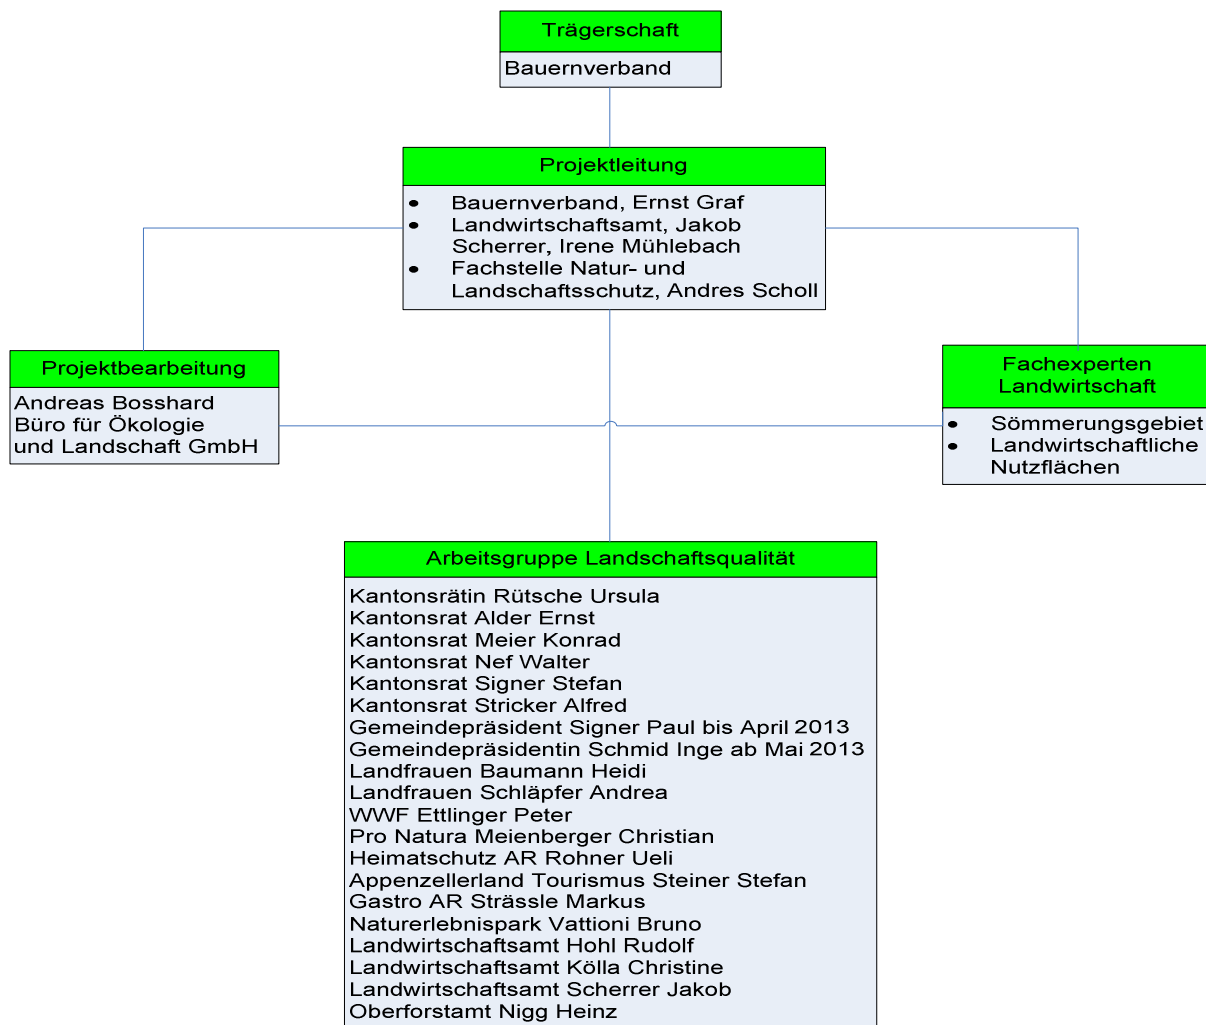 Trägerschaft
Bauernverband
Projektleitung
• Bauernverband, Ernst Graf
• Landwirtschaftsamt, Jakob
Scherrer, Irene Mühlebach
• Fachstelle Natur- und
Landschaftsschutz, Andres Scholl
Projektbearbeitung
Andreas Bosshard
Büro für Ökologie
und Landschaft GmbH
Fachexperten
Landwirtschaft
• Sömmerungsgebiet
• Landwirtschaftliche
Nutzflächen
Arbeitsgruppe Landschaftsqualität
Kantonsrätin Rütsche Ursula
Kantonsrat Alder Ernst
Kantonsrat Meier Konrad
Kantonsrat Nef Walter
Kantonsrat Signer Stefan
Kantonsrat Stricker Alfred
Gemeindepräsident Signer Paul bis April 2013
Gemeindepräsidentin Schmid Inge ab Mai 2013
Landfrauen Baumann Heidi
Landfrauen Schläpfer Andrea
WWF Ettlinger Peter
Pro Natura Meienberger Christian
Heimatschutz AR Rohner Ueli
Appenzellerland Tourismus Steiner Stefan
Gastro AR Strässle Markus
Naturerlebnispark Vattioni Bruno
Landwirtschaftsamt Hohl Rudolf
Landwirtschaftsamt Kölla Christine
Landwirtschaftsamt Scherrer Jakob
Oberforstamt Nigg Heinz